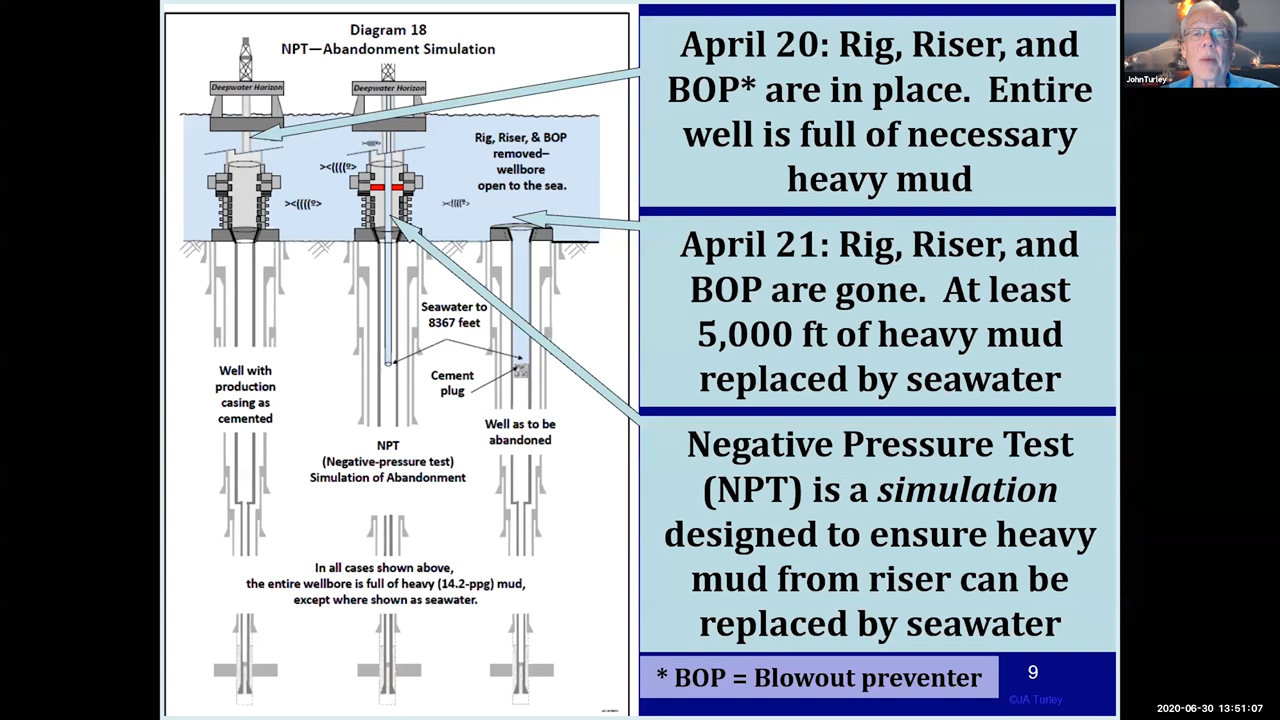 Diagram 18
NPT—Abandonment Simulation
Deepwater Horizon
Deepwater Horizon
Rig, Riser, & BOP
removed–
wellbore
open to the sea.
><((((º>
><((((º>
><((((º>
><((((º>
Seawater to
8367 feet
Cement
plug
Well with
production
casing as
cemented
Well as to be
abandoned
NPT
(Negative-pressure test)
Simulation of Abandonment
In all cases shown above,
the entire wellbore is full of heavy (14.2-ppg) mud,
except where shown as seawater.
April 20: Rig, Riser, and
BOP* are in place. Entire
well is full of necessary
heavy mud
April 21: Rig, Riser, and
BOP are gone. At least
5,000 ft of heavy mud
replaced by seawater
Negative Pressure Test
(NPT) is a simulation
designed to ensure heavy
mud from riser can be
replaced by seawater
* BOP = Blowout preventer
9
©JA Turley
JohnTurley
2020-06-30 13:51:07